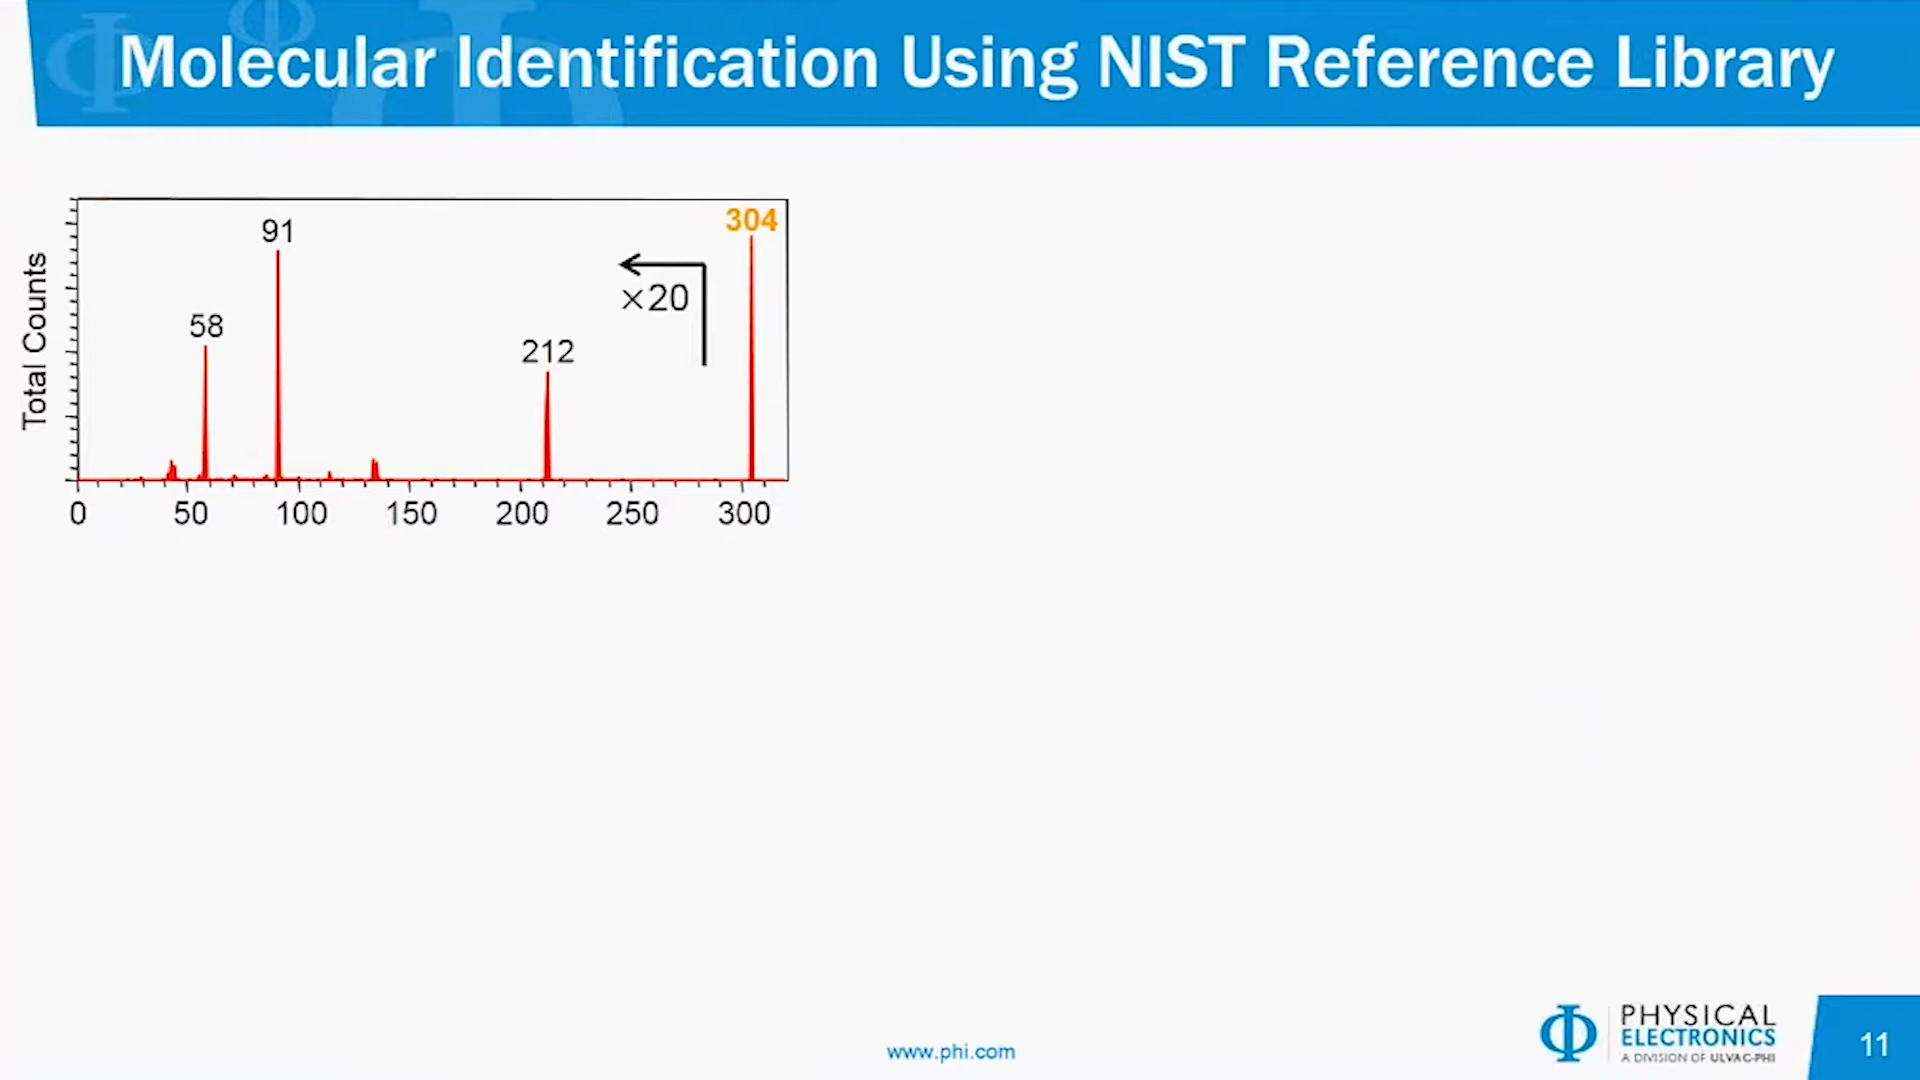 Molecular Identification Using NIST Reference Library
304
91
×20
58
212
Total Counts
0 50 100 150 200 250 300
PHYSICAL
ELECTRONICS
A DIVISION OF ULVAC-PHI
www.phi.com
11